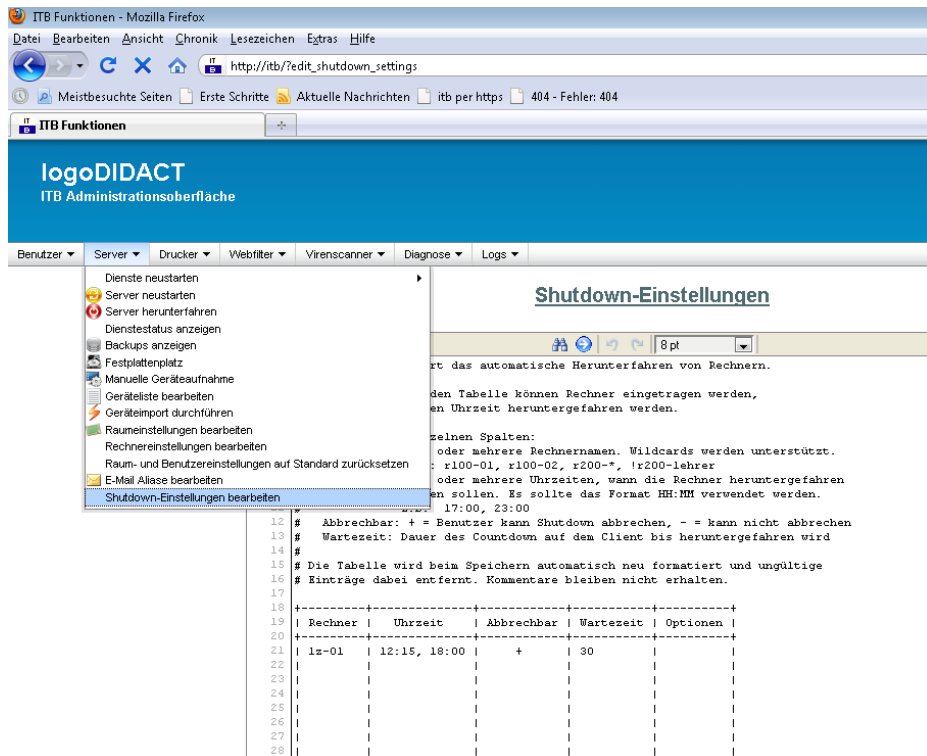 ITB Funktionen - Mozilla Firefox
Datei Bearbeiten Ansicht Chronik Lesezeichen Extras Hilfe
http://itb/?edit_shutdown_settings
Meistbesuchte Seiten Erste Schritte Aktuelle Nachrichten itb per https 404 - Fehler: 404
ITB Funktionen
logoDIDACT
ITB Administrationsoberfläche
Benutzer Server Drucker Webfilter Virenscanner Diagnose Logs
Dienste neustarten
Server neustarten
Server herunterfahren
Dienstestatus anzeigen
Backups anzeigen
Festplattenplatz
Manuelle Geräteaufnahme
Geräteliste bearbeiten
Geräteimport durchführen
Raumeinstellungen bearbeiten
Rechnereinstellungen bearbeiten
Raum- und Benutzereinstellungen auf Standard zurücksetzen
E-Mail Aliase bearbeiten
Shutdown-Einstellungen bearbeiten
Shutdown-Einstellungen
8 pt
rt das automatische Herunterfahren von Rechnern.
den Tabelle können Rechner eingetragen werden,
en Uhrzeit heruntergefahren werden.
zelnen Spalten:
oder mehrere Rechnernamen. Wildcards werden unterstützt.
: r100-01, r100-02, r200-*, !r200-lehrer
oder mehrere Uhrzeiten, wann die Rechner heruntergefahren
en sollen. Es sollte das Format HH:MM verwendet werden.
17:00, 23:00
12 # Abbrechbar: + = Benutzer kann Shutdown abbrechen, - = kann nicht abbrechen
13 # Wartezeit: Dauer des Countdown auf dem Client bis heruntergefahren wird
14 #
15 # Die Tabelle wird beim Speichern automatisch neu formatiert und ungültige
16 # Einträge dabei entfernt. Kommentare bleiben nicht erhalten.
17
18 +---------+--------------+------------+-----------+----------+
19 | Rechner | Uhrzeit | Abbrechbar | Wartezeit | Optionen |
20 +---------+--------------+------------+-----------+----------+
21 | lz-01 | 12:15, 18:00 | + | 30 | |
22 | | | | | |
23 | | | | | |
24 | | | | | |
25 | | | | | |
26 | | | | | |
27 | | | | | |
28 | | | | | |